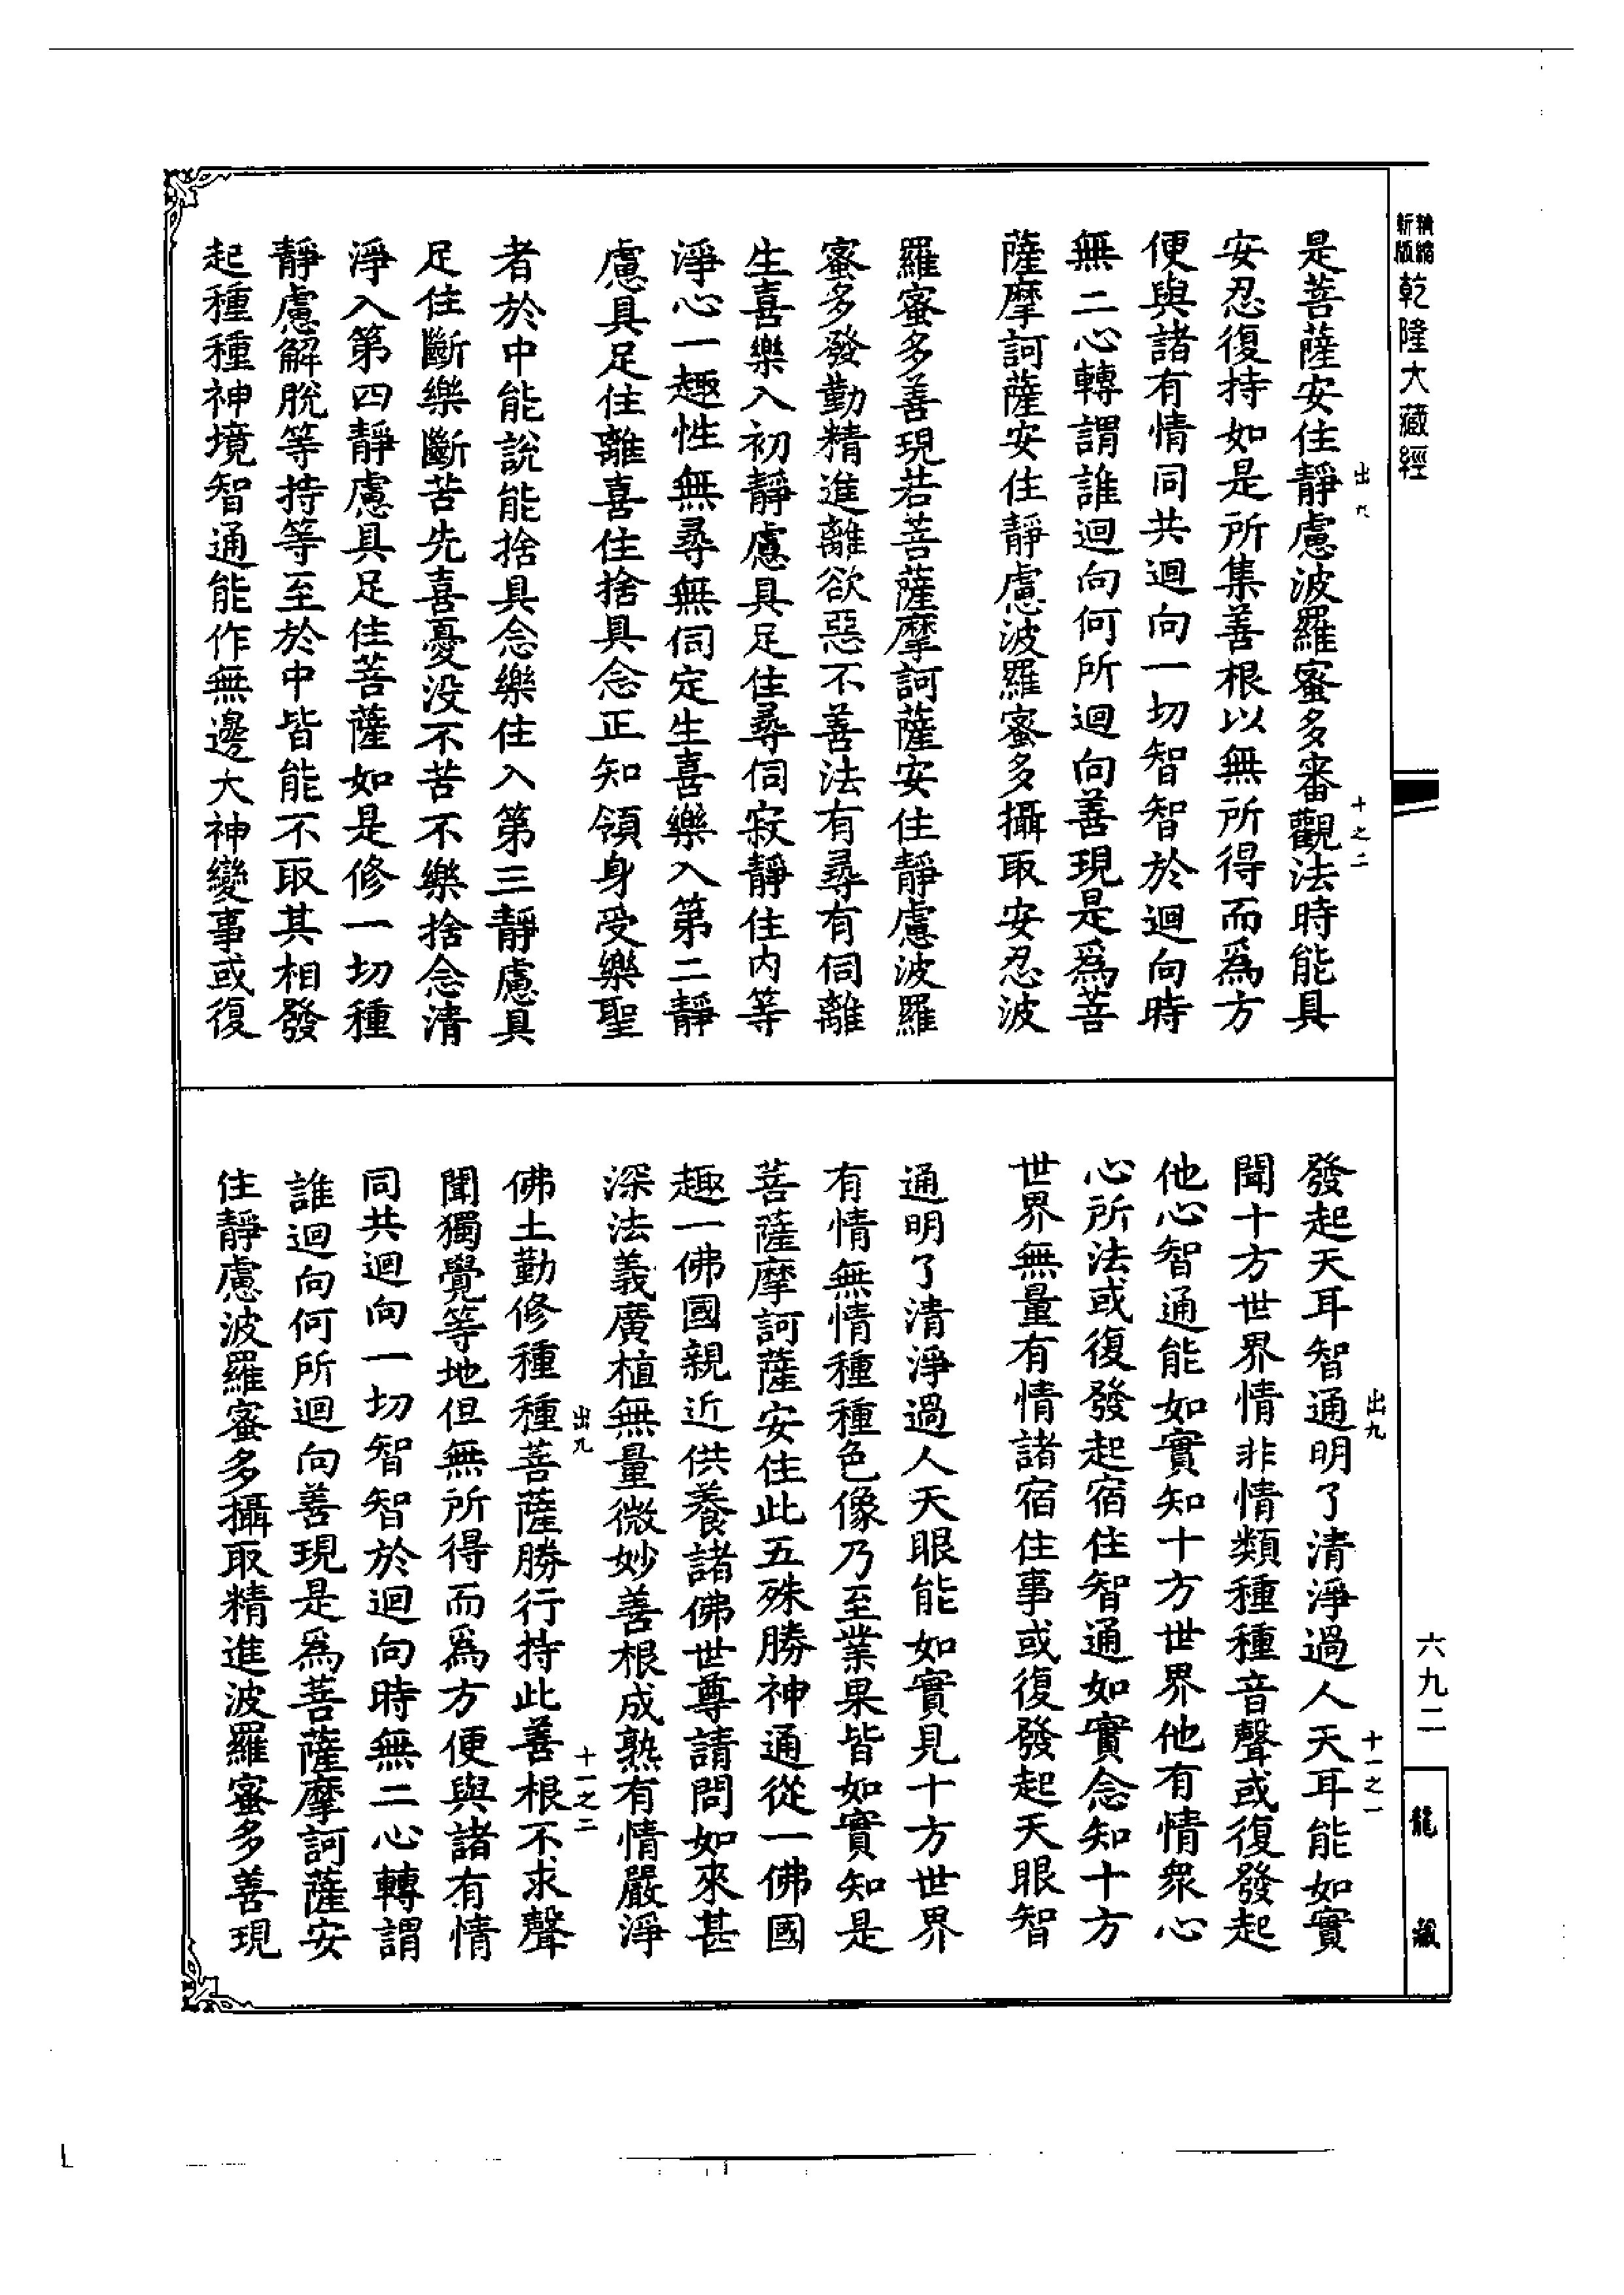 精縮新版乾隆大藏經
出九
十之二
是菩薩安住靜慮波羅蜜多審觀法時能具
安忍復持如是所集善根以無所得而爲方
便與諸有情同共迴向一切智智於迴向時
無二心轉謂誰迴向何所迴向善現是爲菩
薩摩訶薩安住靜慮波羅蜜多攝取安忍波
羅蜜多善現若菩薩摩訶薩安住靜慮波羅
蜜多發勤精進離欲惡不善法有尋有伺離
生喜樂入初靜慮具足住尋伺寂靜住內等
淨心一趣性無尋無伺定生喜樂入第二靜
慮具足住離喜住捨具念正知領身受樂聖
者於中能說能捨具念樂住入第三靜慮具
足住斷樂斷苦先喜憂没不苦不樂捨念清
淨入第四靜慮具足住菩薩如是修一切種
靜慮解脫等持等至於中皆能不取其相發
起種種神境智通能作無邊大神變事或復
出九
十一之一
發起天耳智通明了清淨過人天耳能如實
聞十方世界情非情類種種音聲或復發起
他心智通能如實知十方世界他有情衆心
心所法或復發起宿住智通如實念知十方
世界無量有情諸宿住事或復發起天眼智
通明了清淨過人天眼能如實見十方世界
有情無情種種色像乃至業果皆如實知是
菩薩摩訶薩安住此五殊勝神通從一佛國
趣一佛國親近供養諸佛世尊請問如來甚
深法義廣植無量微妙善根成熟有情嚴淨
出九
十一之二
佛土勤修種種菩薩勝行持此善根不求聲
聞獨覺等地但無所得而爲方便與諸有情
同共迴向一切智智於迴向時無二心轉謂
誰迴向何所迴向善現是爲菩薩摩訶薩安
住靜慮波羅蜜多攝取精進波羅蜜多善現
六九二
龍藏